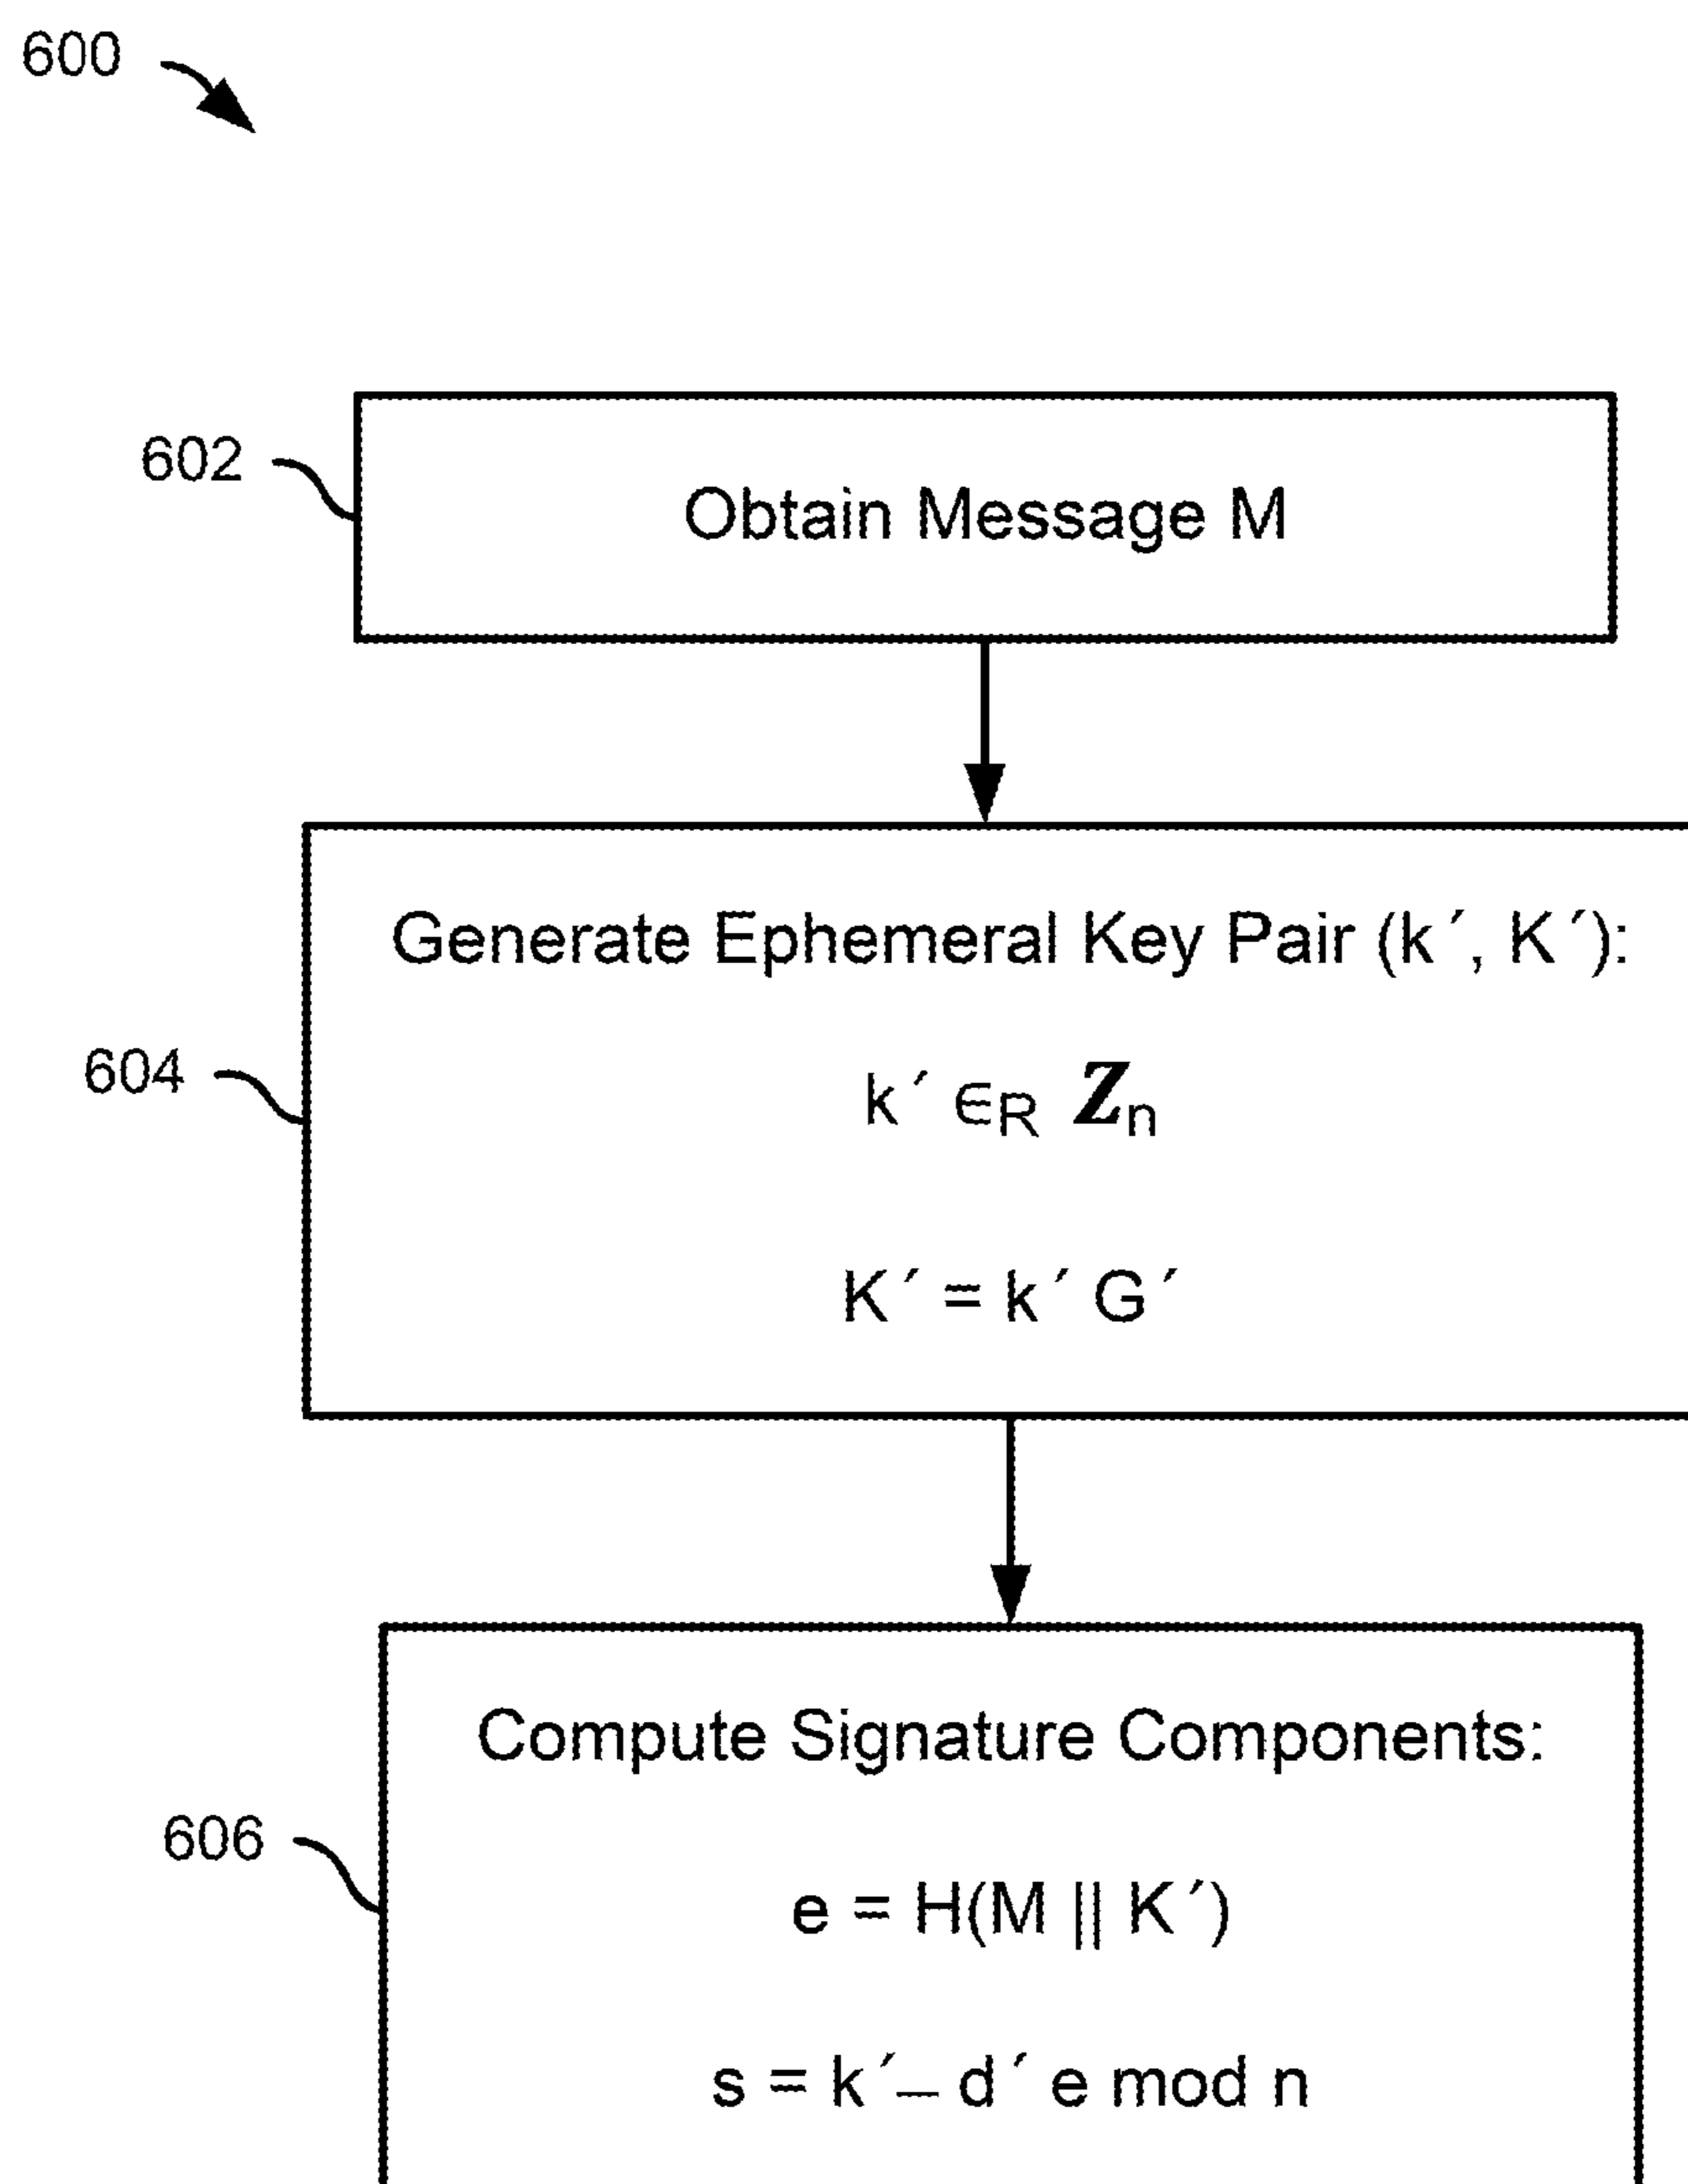 600
602
Obtain Message M
Generate Ephemeral Key Pair (k´, K´):
604
k´ ∈R Zn
K´ = k´ G´
Compute Signature Components:
606
e = H(M || K´)
s = k´– d´ e mod n